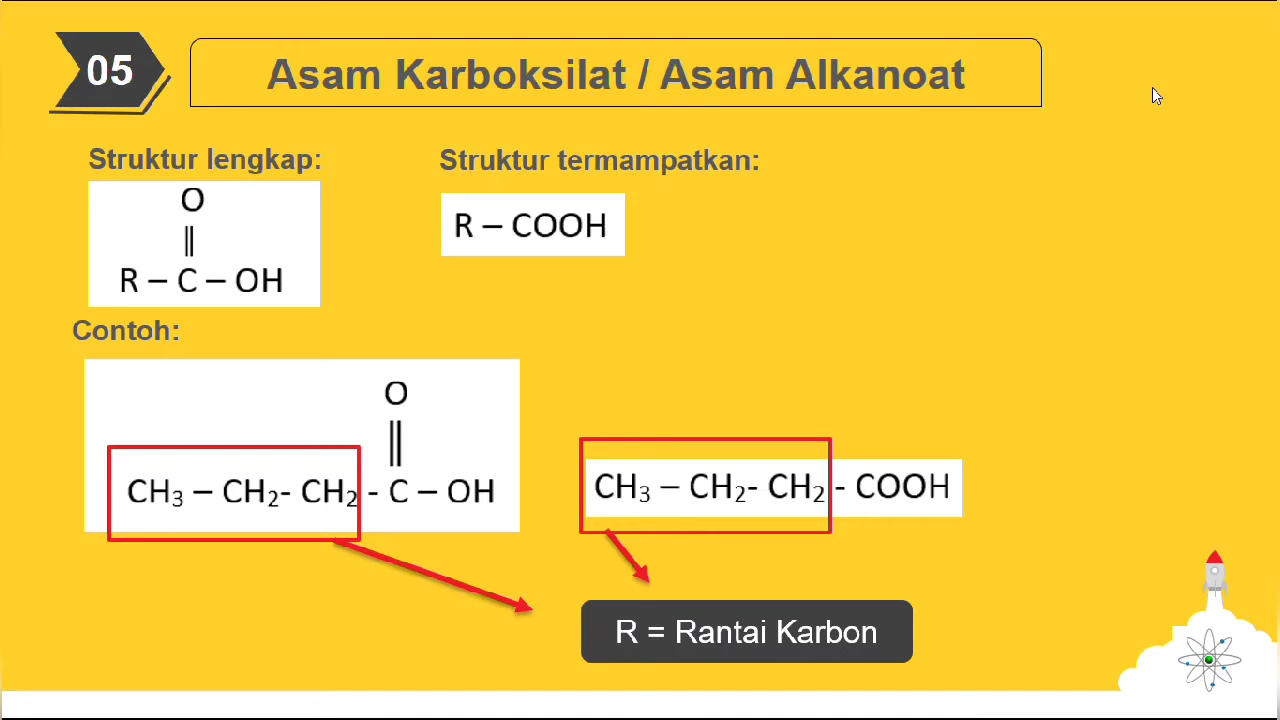 05
Asam Karboksilat / Asam Alkanoat
Struktur lengkap:
O
||
R – C – OH
Struktur termampatkan:
R – COOH
Contoh:
O
||
CH₃ – CH₂- CH₂ - C – OH
CH₃ – CH₂- CH₂ - COOH
R = Rantai Karbon